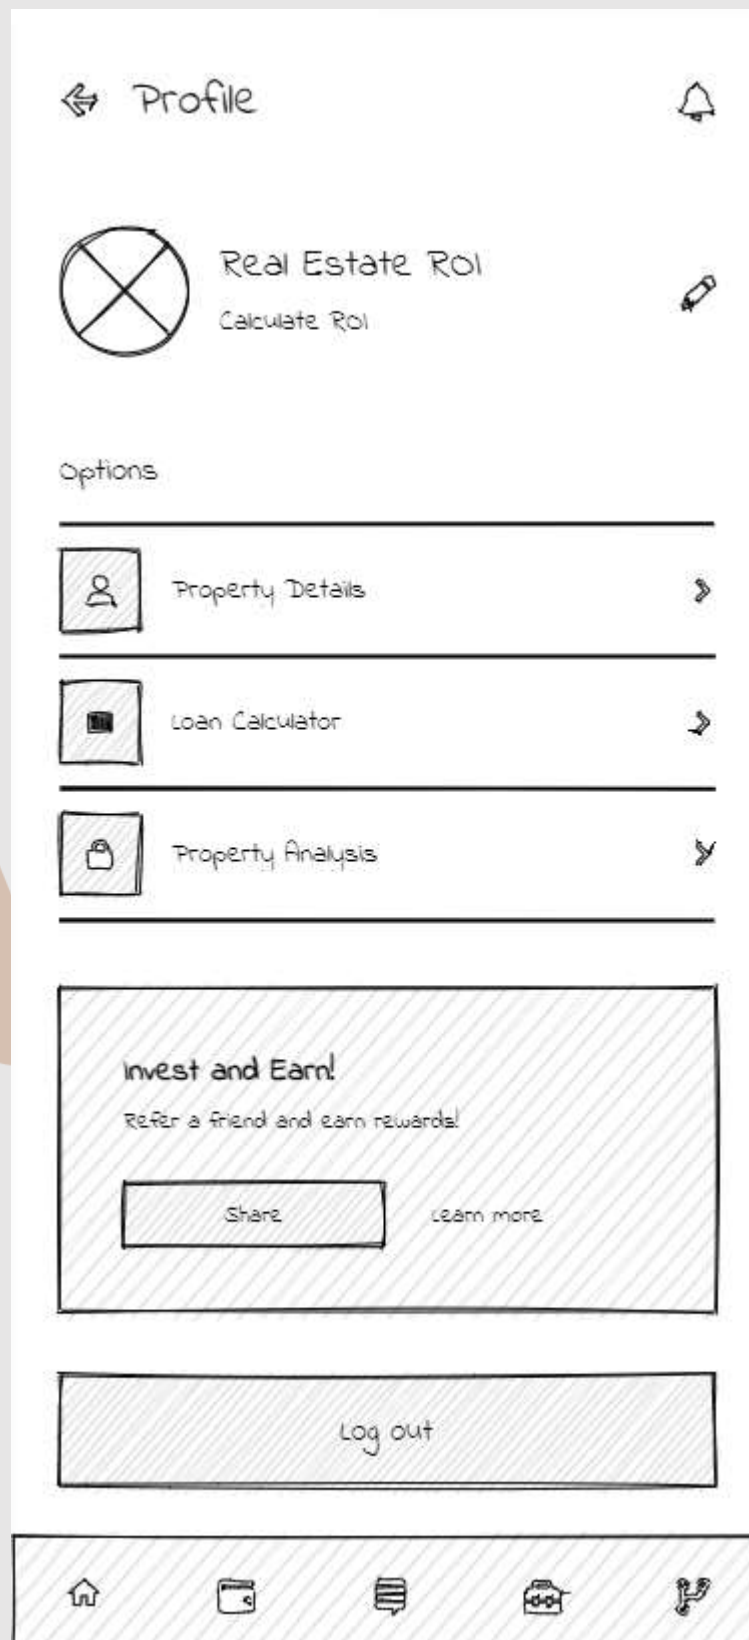 Profile
Real Estate ROI
Calculate ROI
Options
Property Details
Loan Calculator
Property Analysis
Invest and Earn!
Refer a friend and earn rewards!
Share
Learn more
Log out